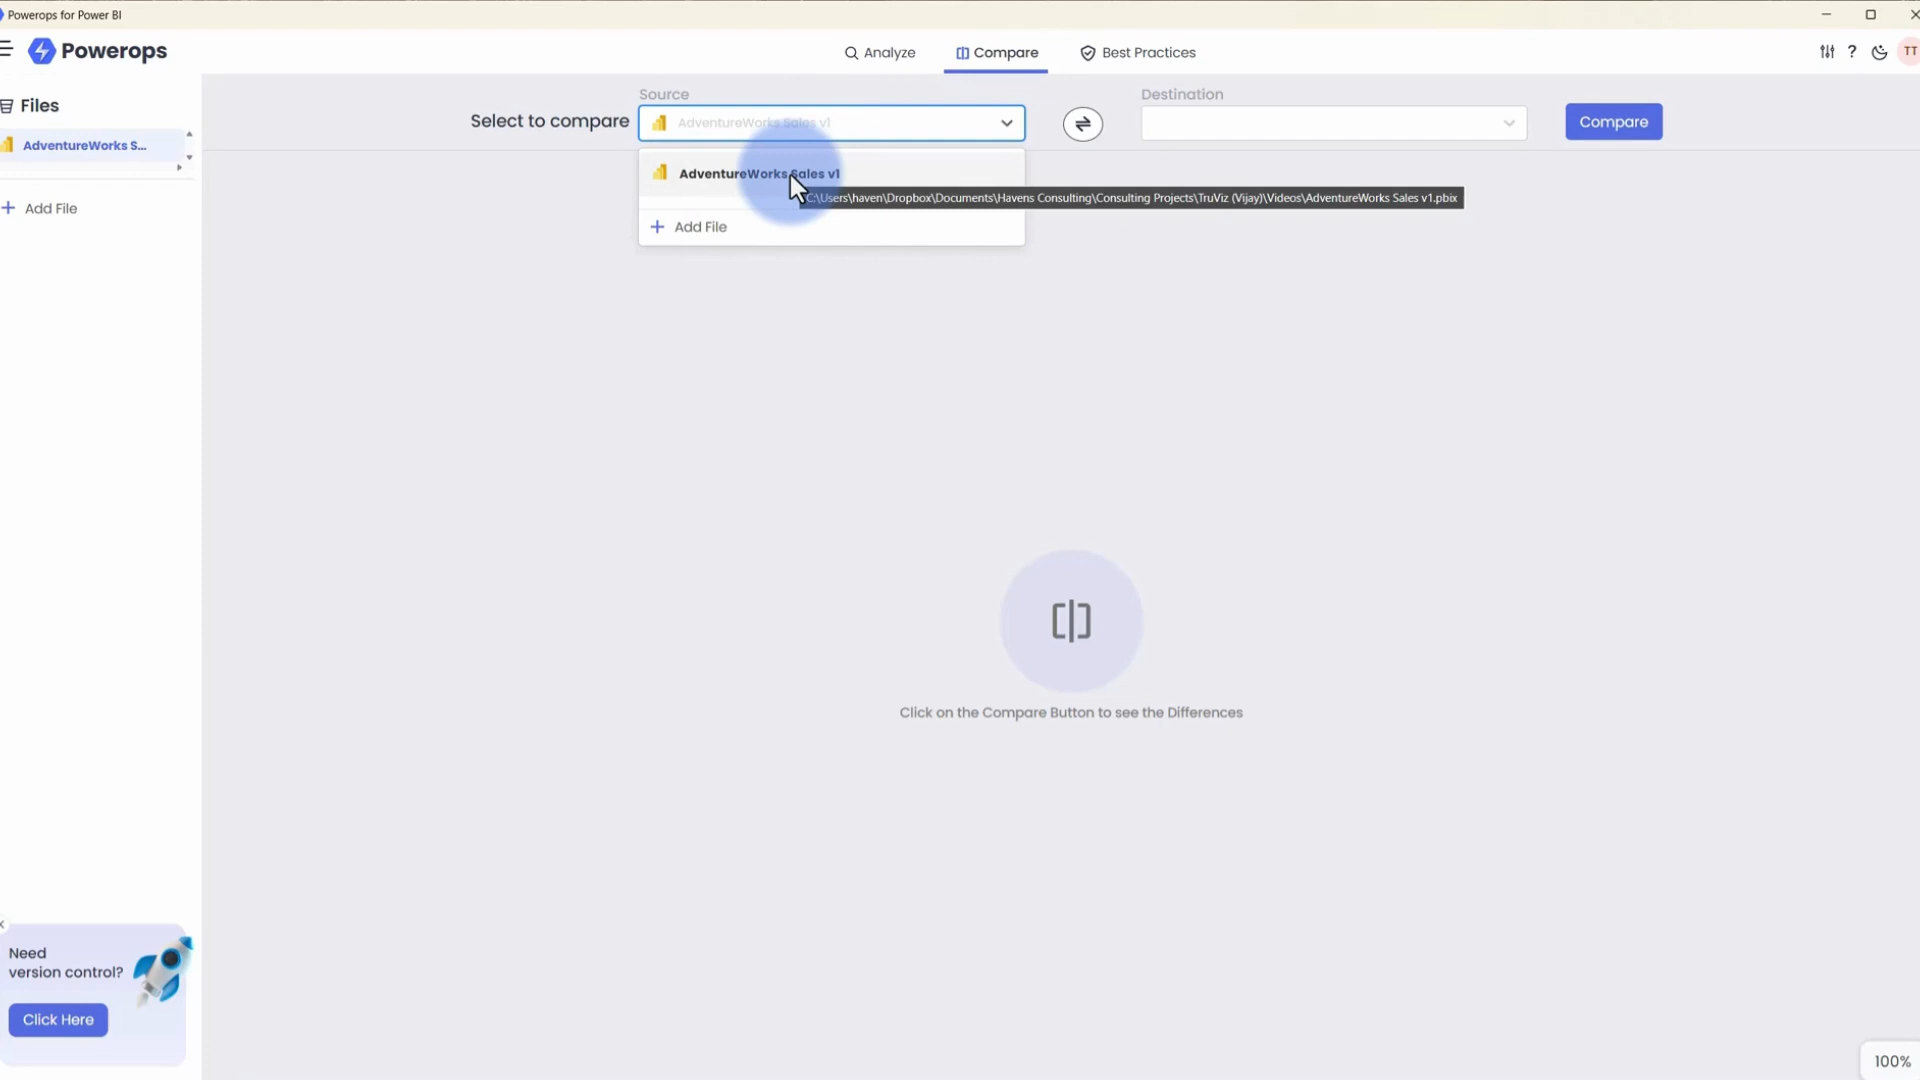 Powerops for Power BI
Powerops
Analyze
Compare
Best Practices
?
TT
Files
AdventureWorks S...
Add File
Select to compare
Source
AdventureWorks Sales v1
Destination
Compare
AdventureWorks Sales v1
C:\Users\haven\Dropbox\Documents\Havens Consulting\Consulting Projects\TruViz (Vijay)\Videos\AdventureWorks Sales v1.pbix
Add File
Click on the Compare Button to see the Differences
Need
version control?
Click Here
100%